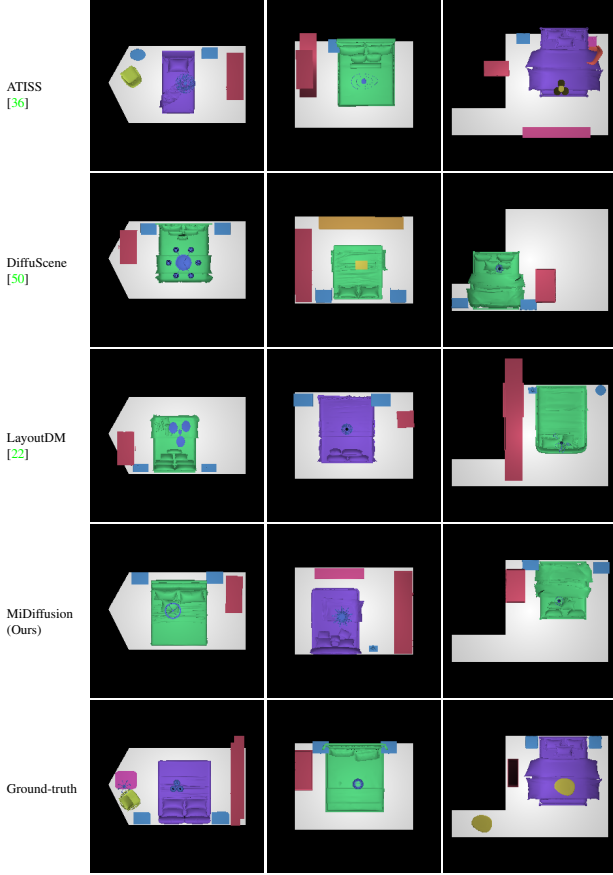 ATISS
[36]
DiffuScene
[50]
LayoutDM
[22]
MiDiffusion
(Ours)
Ground-truth